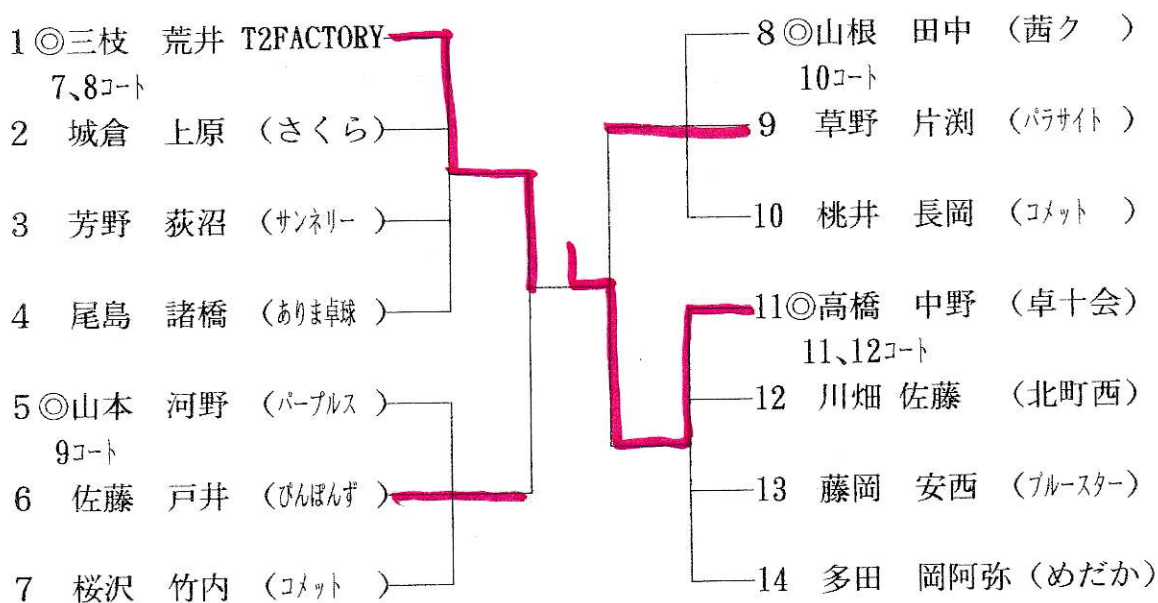 1 ◎三枝 荒井 T2FACTORY
7、8コート
2 城倉 上原 (さくら)
3 芳野 荻沼 (サンネリー)
4 尾島 諸橋 (ありま卓球)
5 ◎山本 河野 (パープルス)
9コート
6 佐藤 戸井 (ぴんぽんず)
7 桜沢 竹内 (コメット)
8 ◎山根 田中 (茜ク)
10コート
9 草野 片渕 (パラサイト)
10 桃井 長岡 (コメット)
11◎高橋 中野 (卓十会)
11、12コート
12 川畑 佐藤 (北町西)
13 藤岡 安西 (ブルースター)
14 多田 岡阿弥 (めだか)